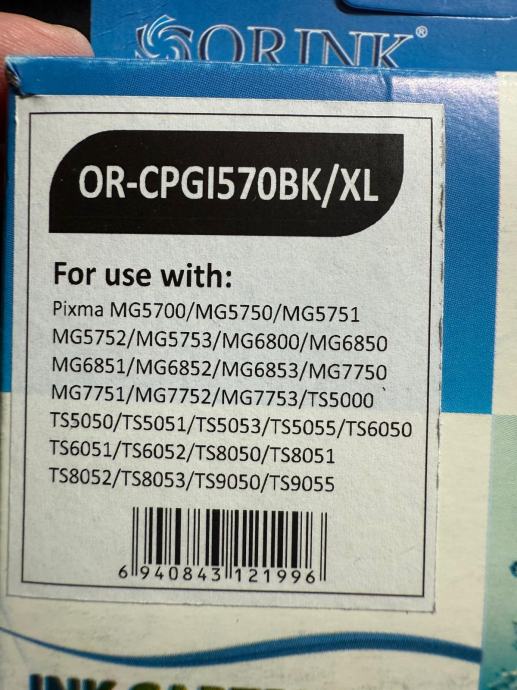 ORINK®
OR-CPGI570BK/XL
For use with:
Pixma MG5700/MG5750/MG5751
MG5752/MG5753/MG6800/MG6850
MG6851/MG6852/MG6853/MG7750
MG7751/MG7752/MG7753/TS5000
TS5050/TS5051/TS5053/TS5055/TS6050
TS6051/TS6052/TS8050/TS8051
TS8052/TS8053/TS9050/TS9055
6 940843 121996
INK